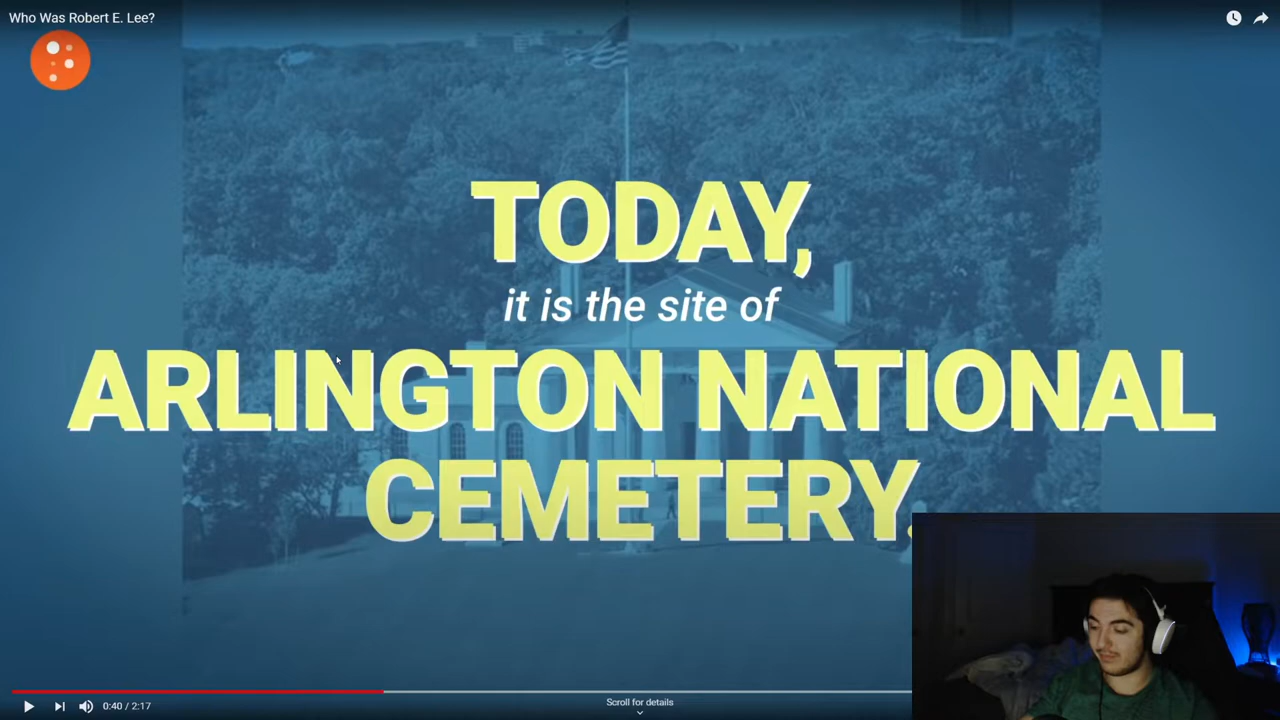 Who Was Robert E. Lee?
TODAY,
it is the site of
ARLINGTON NATIONAL
CEMETERY.
0:40 / 2:17
Scroll for details